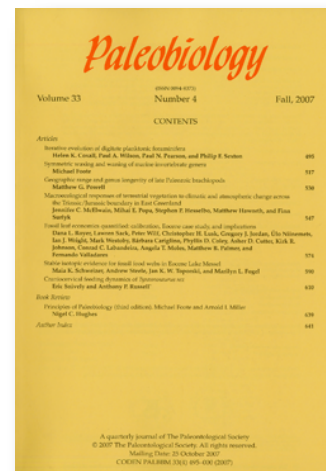 Paleobiology
(ISSN 0094-8373)
Volume 33 Number 4 Fall, 2007
CONTENTS
Articles
Iterative evolution of digitate planktonic foraminifera
Helen K. Coxall, Paul A. Wilson, Paul N. Pearson, and Philip F. Sexton 495
Symmetric waxing and waning of marine invertebrate genera
Michael Foote 517
Geographic range and genus longevity of late Paleozoic brachiopods
Matthew G. Powell 530
Macroecological responses of terrestrial vegetation to climatic and atmospheric change across
the Triassic/Jurassic boundary in East Greenland
Jennifer C. McElwain, Mihai E. Popa, Stephen P. Hesselbo, Matthew Haworth, and Finn
Surlyk 547
Fossil leaf economics quantified: calibration, Eocene case study, and implications
Dana L. Royer, Lawren Sack, Peter Wilf, Christopher H. Lusk, Gregory J. Jordan, Ülo Niinemets,
Ian J. Wright, Mark Westoby, Bárbara Cariglino, Phyllis D. Coley, Asher D. Cutter, Kirk R.
Johnson, Conrad C. Labandeira, Angela T. Moles, Matthew B. Palmer, and
Fernando Valladares 574
Stable isotopic evidence for fossil food webs in Eocene Lake Messel
Maia K. Schweizer, Andrew Steele, Jan K. W. Toporski, and Marilyn L. Fogel 590
feeding dynamics of
Eric Snively and Anthony P. Russell 610
Book Review
Principles of Paleobiology (third edition), Michael Foote and Arnold I. Miller
Nigel C. Hughes 639
Author Index 641
A quarterly journal of The Paleontological Society
© 2007 The Paleontological Society. All rights reserved.
Mailing Date: 25 October 2007
CODEN PALBBM 33(4) (2007)